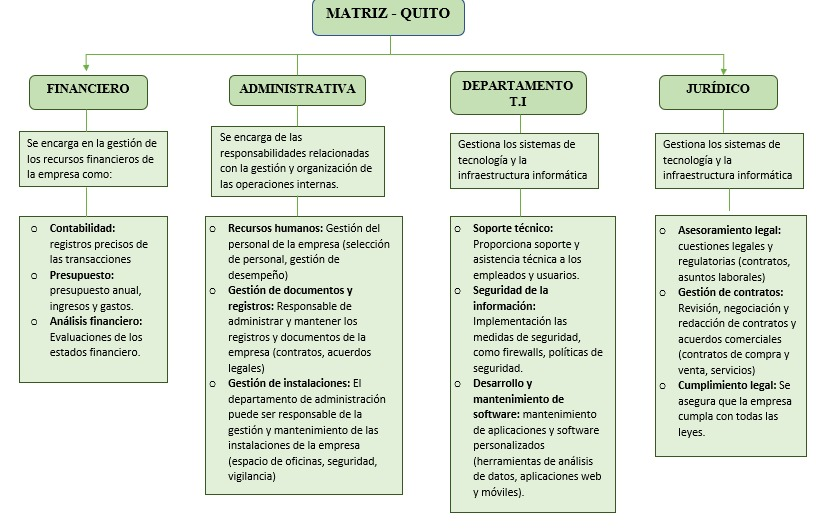 MATRIZ - QUITO
FINANCIERO
Se encarga en la gestión de
los recursos financieros de
la empresa como:
o Contabilidad:
registros precisos de
las transacciones
o Presupuesto:
presupuesto anual,
ingresos y gastos.
o Análisis financiero:
Evaluaciones de los
estados financiero.
ADMINISTRATIVA
Se encarga de las
responsabilidades relacionadas
con la gestión y organización de
las operaciones internas.
o Recursos humanos: Gestión del
personal de la empresa (selección
de personal, gestión de
desempeño)
o Gestión de documentos y
registros: Responsable de
administrar y mantener los
registros y documentos de la
empresa (contratos, acuerdos
legales)
o Gestión de instalaciones: El
departamento de administración
puede ser responsable de la
gestión y mantenimiento de las
instalaciones de la empresa
(espacio de oficinas, seguridad,
vigilancia)
DEPARTAMENTO
T.I
Gestiona los sistemas de
tecnología y la
infraestructura informática
o Soporte técnico:
Proporciona soporte y
asistencia técnica a los
empleados y usuarios.
o Seguridad de la
información:
Implementación las
medidas de seguridad,
como firewalls, políticas de
seguridad.
o Desarrollo y
mantenimiento de
software: mantenimiento
de aplicaciones y software
personalizados
(herramientas de análisis
de datos, aplicaciones web
y móviles).
JURÍDICO
Gestiona los sistemas de
tecnología y la
infraestructura informática
o Asesoramiento legal:
cuestiones legales y
regulatorias (contratos,
asuntos laborales)
o Gestión de contratos:
Revisión, negociación y
redacción de contratos y
acuerdos comerciales
(contratos de compra y
venta, servicios)
o Cumplimiento legal: Se
asegura que la empresa
cumpla con todas las
leyes.